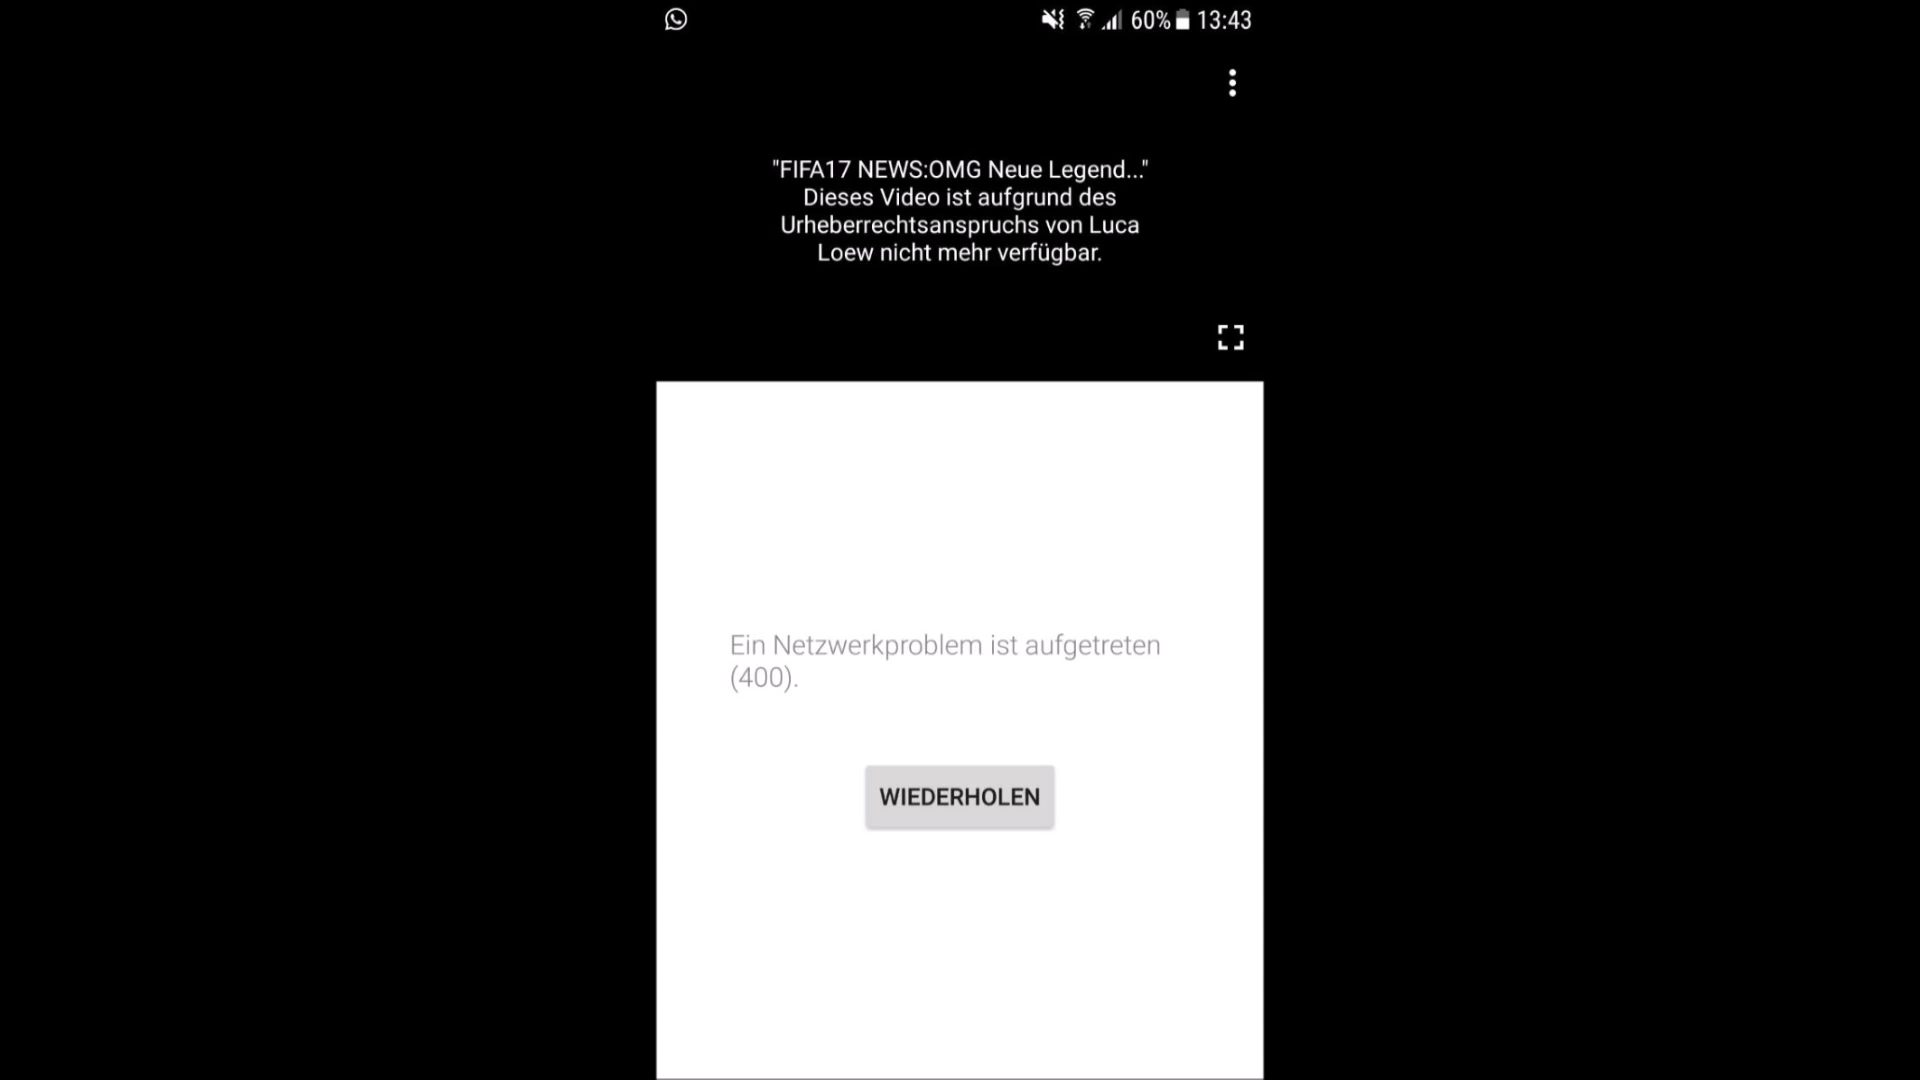 60% 13:43
"FIFA17 NEWS:OMG Neue Legend..."
Dieses Video ist aufgrund des
Urheberrechtsanspruchs von Luca
Loew nicht mehr verfügbar.
Ein Netzwerkproblem ist aufgetreten
(400).
WIEDERHOLEN